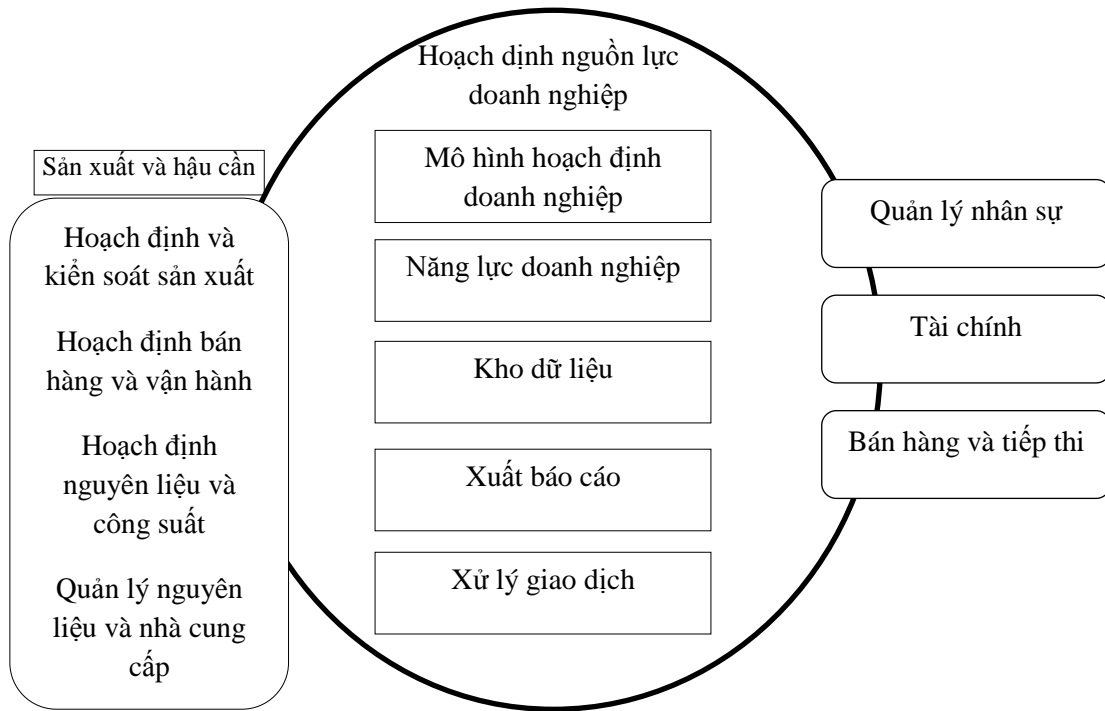 Hoạch dịnh nguồn lực
doanh nghiệp
Sản xuất và hậu cần
Hoạch định và
kiển soát sản xuất
Hoạch định bán
hàng và vận hành
Hoạch định
nguyên liệu và
công suất
Quản lý nguyên
liệu và nhà cung
cấp
Mô hình hoạch định
doanh nghiệp
Năng lực doanh nghiệp
Kho dữ liệu
Xuất báo cáo
Xử lý giao dịch
Quản lý nhân sự
Tài chính
Bán hàng và tiếp thi